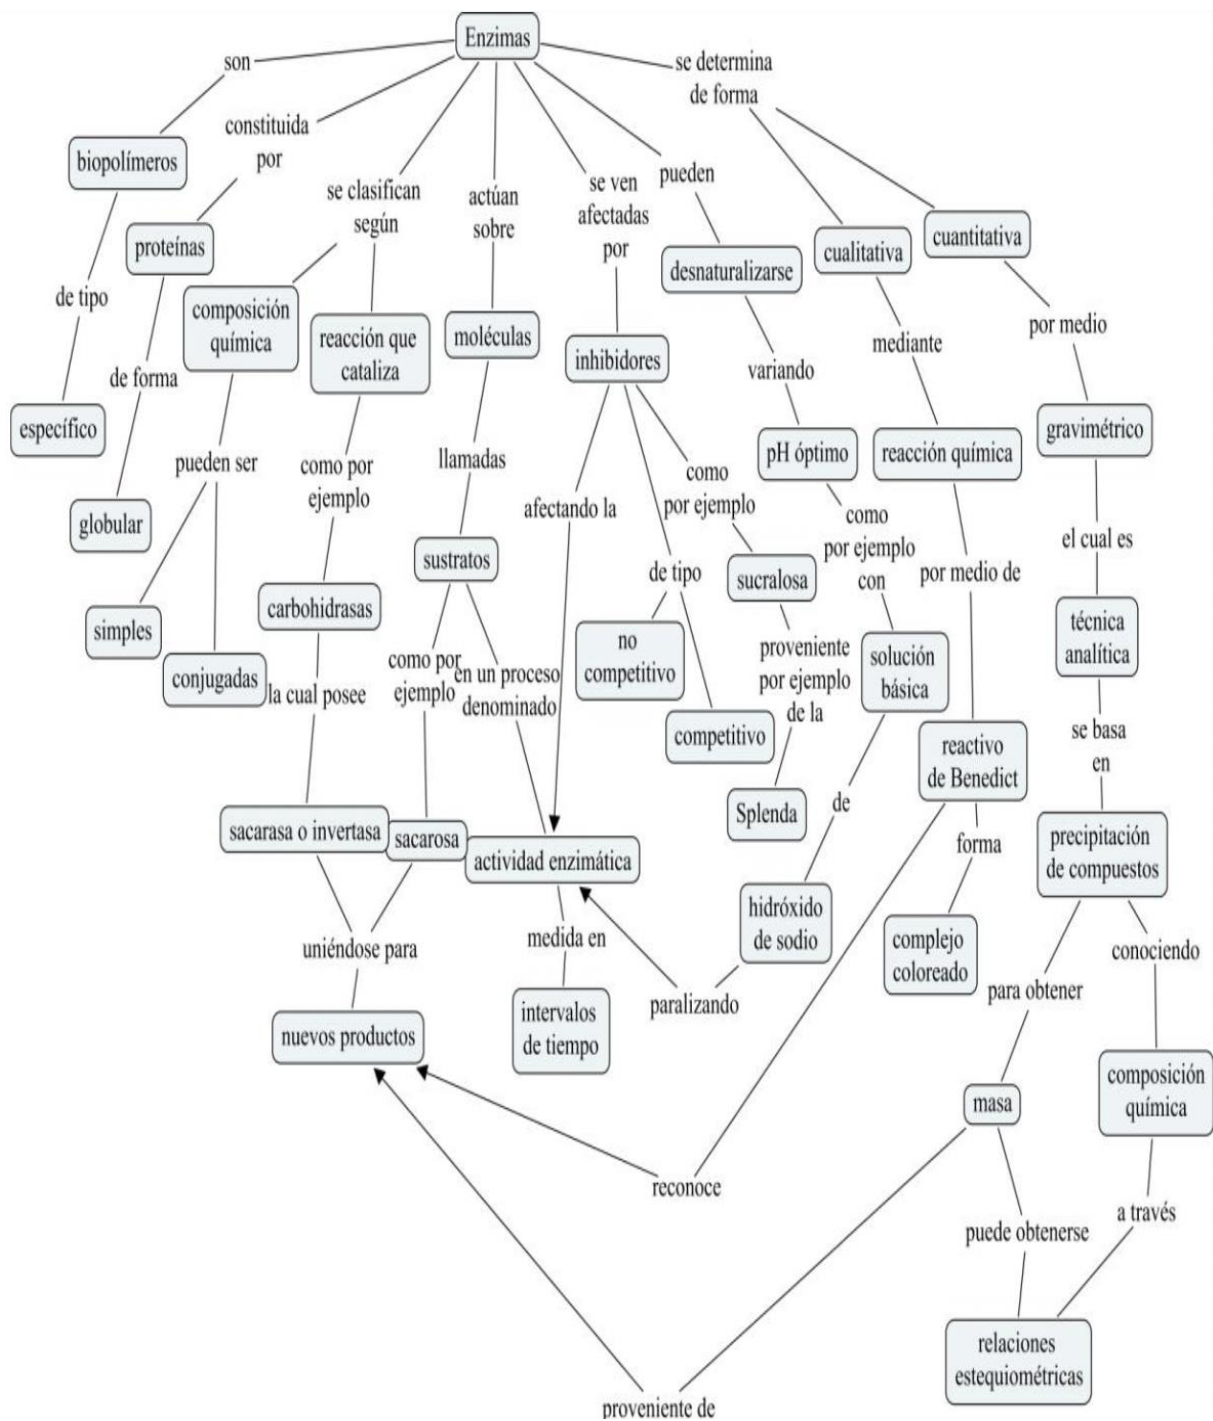 Enzimas
son
se determina
de forma
constituida
por
biopolímeros
se clasifican
según
actúan
sobre
se ven
afectadas
por
pueden
proteínas
cualitativa
cuantitativa
desnaturalizarse
de tipo
composición
química
reacción que
cataliza
moléculas
inhibidores
variando
mediante
por medio
de forma
específico
pueden ser
como por
ejemplo
llamadas
afectando la
como
por ejemplo
pH óptimo
reacción química
gravimétrico
globular
sustratos
de tipo
sucralosa
como
por ejemplo
con
por medio de
el cual es
simples
conjugadas
carbohidrasas
la cual posee
como por
ejemplo
en un proceso
denominado
no
competitivo
competitivo
proveniente
por ejemplo
de la
solución
básica
técnica
analítica
se basa
en
reactivo
de Benedict
sacarasa o invertasa
sacarosa
actividad enzimática
Splenda
de
forma
precipitación
de compuestos
uniéndose para
medida en
hidróxido
de sodio
complejo
coloreado
conociendo
para obtener
paralizando
nuevos productos
intervalos
de tiempo
masa
composición
química
reconoce
puede obtenerse
a través
relaciones
estequiométricas
proveniente de